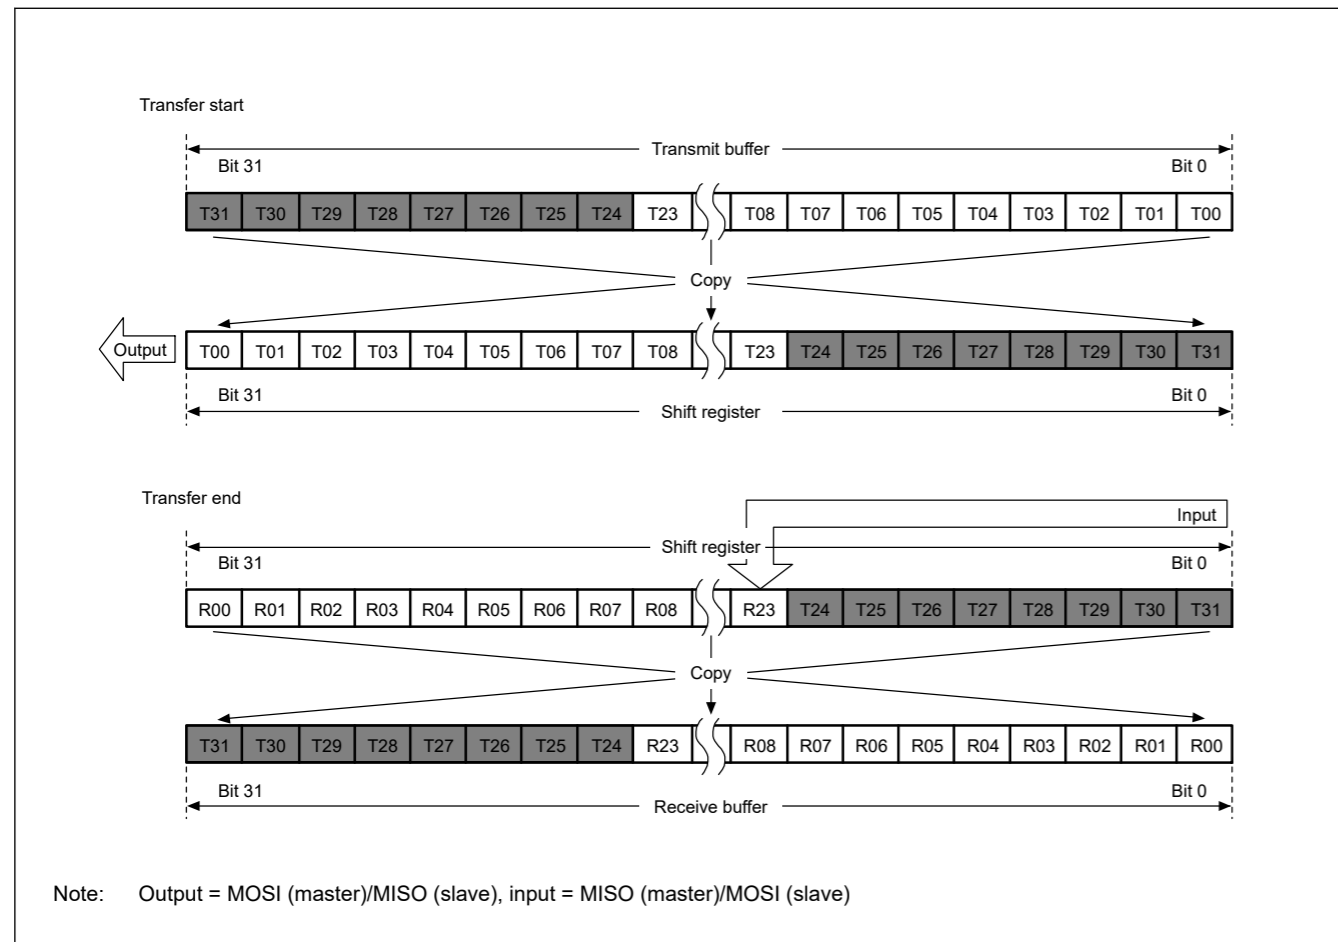 Transfer start
Transmit buffer
Bit 31 Bit 0
T31 T30 T29 T28 T27 T26 T25 T24 T23 T08 T07 T06 T05 T04 T03 T02 T01 T00
Copy
Output T00 T01 T02 T03 T04 T05 T06 T07 T08 T23 T24 T25 T26 T27 T28 T29 T30 T31
Bit 31 Bit 0
Shift register
Transfer end
Input
Shift register
Bit 31 Bit 0
R00 R01 R02 R03 R04 R05 R06 R07 R08 R23 T24 T25 T26 T27 T28 T29 T30 T31
Copy
T31 T30 T29 T28 T27 T26 T25 T24 R23 R08 R07 R06 R05 R04 R03 R02 R01 R00
Bit 31 Bit 0
Receive buffer
Note: Output = MOSI (master)/MISO (slave), input = MISO (master)/MOSI (slave)